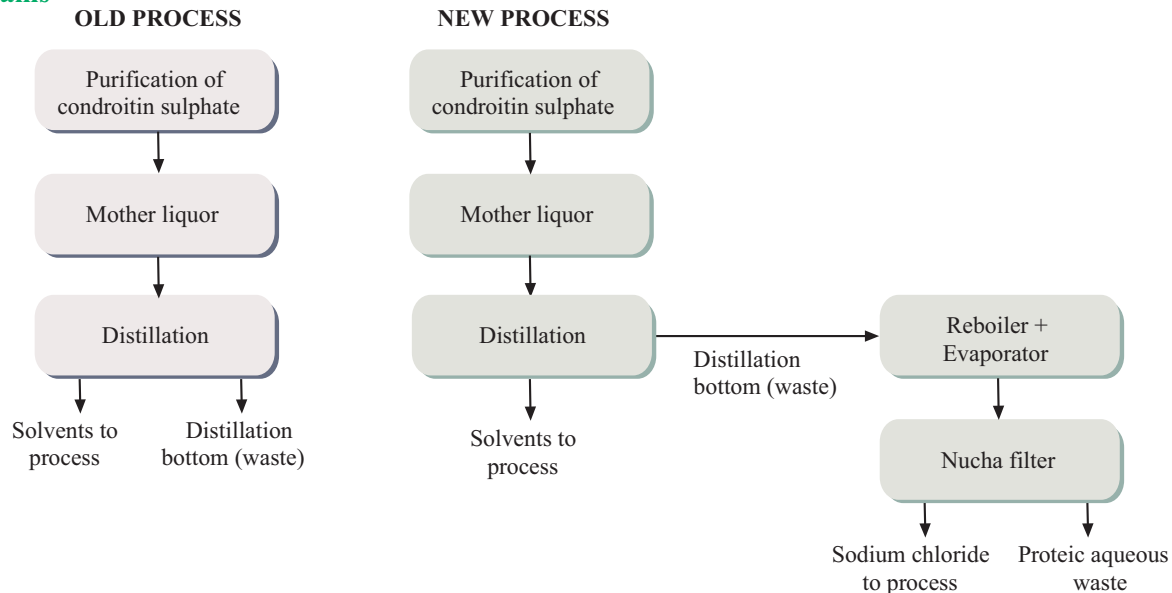 OLD PROCESS
Purification of
condroitin sulphate
Mother liquor
Distillation
Solvents to
process
Distillation
bottom (waste)
NEW PROCESS
Purification of
condroitin sulphate
Mother liquor
Distillation
Solvents to
process
Distillation
bottom (waste)
Reboiler +
Evaporator
Nucha filter
Sodium chloride
to process
Proteic aqueous
waste